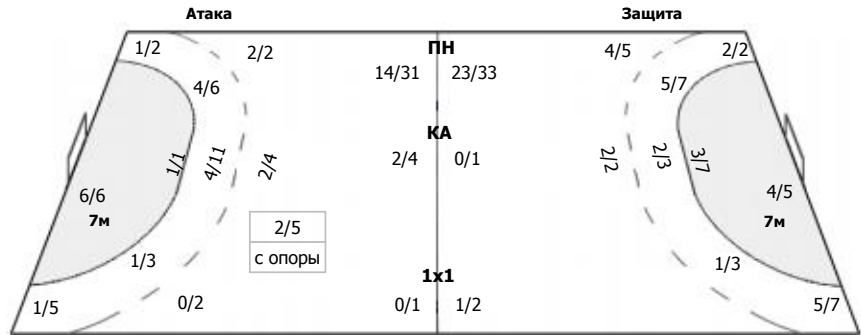 Атака Защита
1/2 2/2 ПН 4/5 2/2
4/6 14/31 23/33 5/7
КА
1/1 4/11 2/4 2/4 0/1 2/2 2/3 3/7
6/6 4/5
7м 7м
2/5
с опоры
1/3 1/3
1x1
1/5 0/2 0/1 1/2 5/7